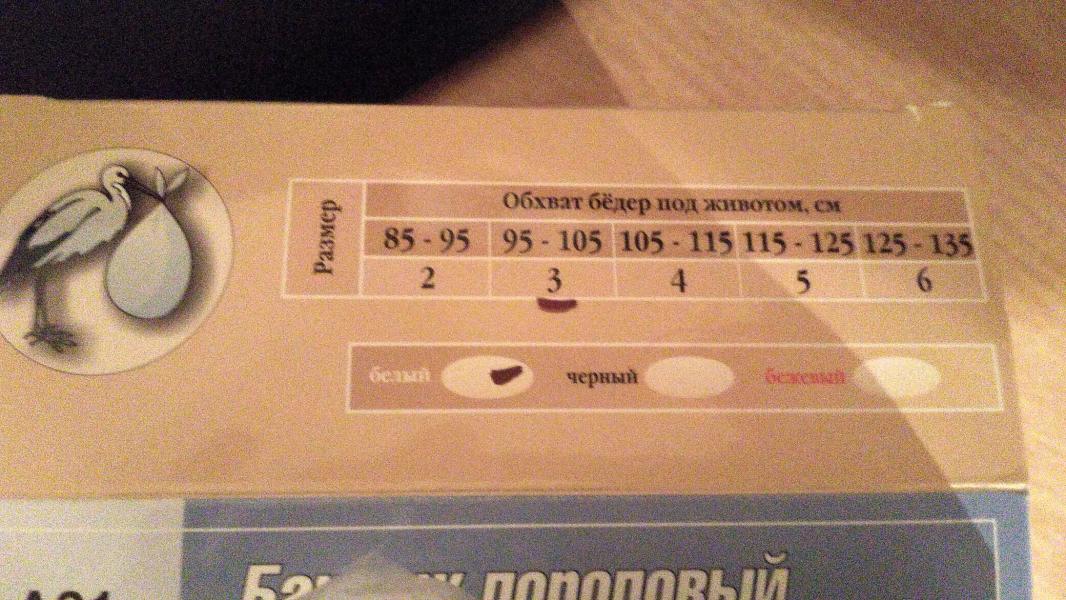 Размер
Обхват бёдер под животом, см
85 - 95 95 - 105 105 - 115 115 - 125 125 - 135
2 3 4 5 6
белый черный бежевый